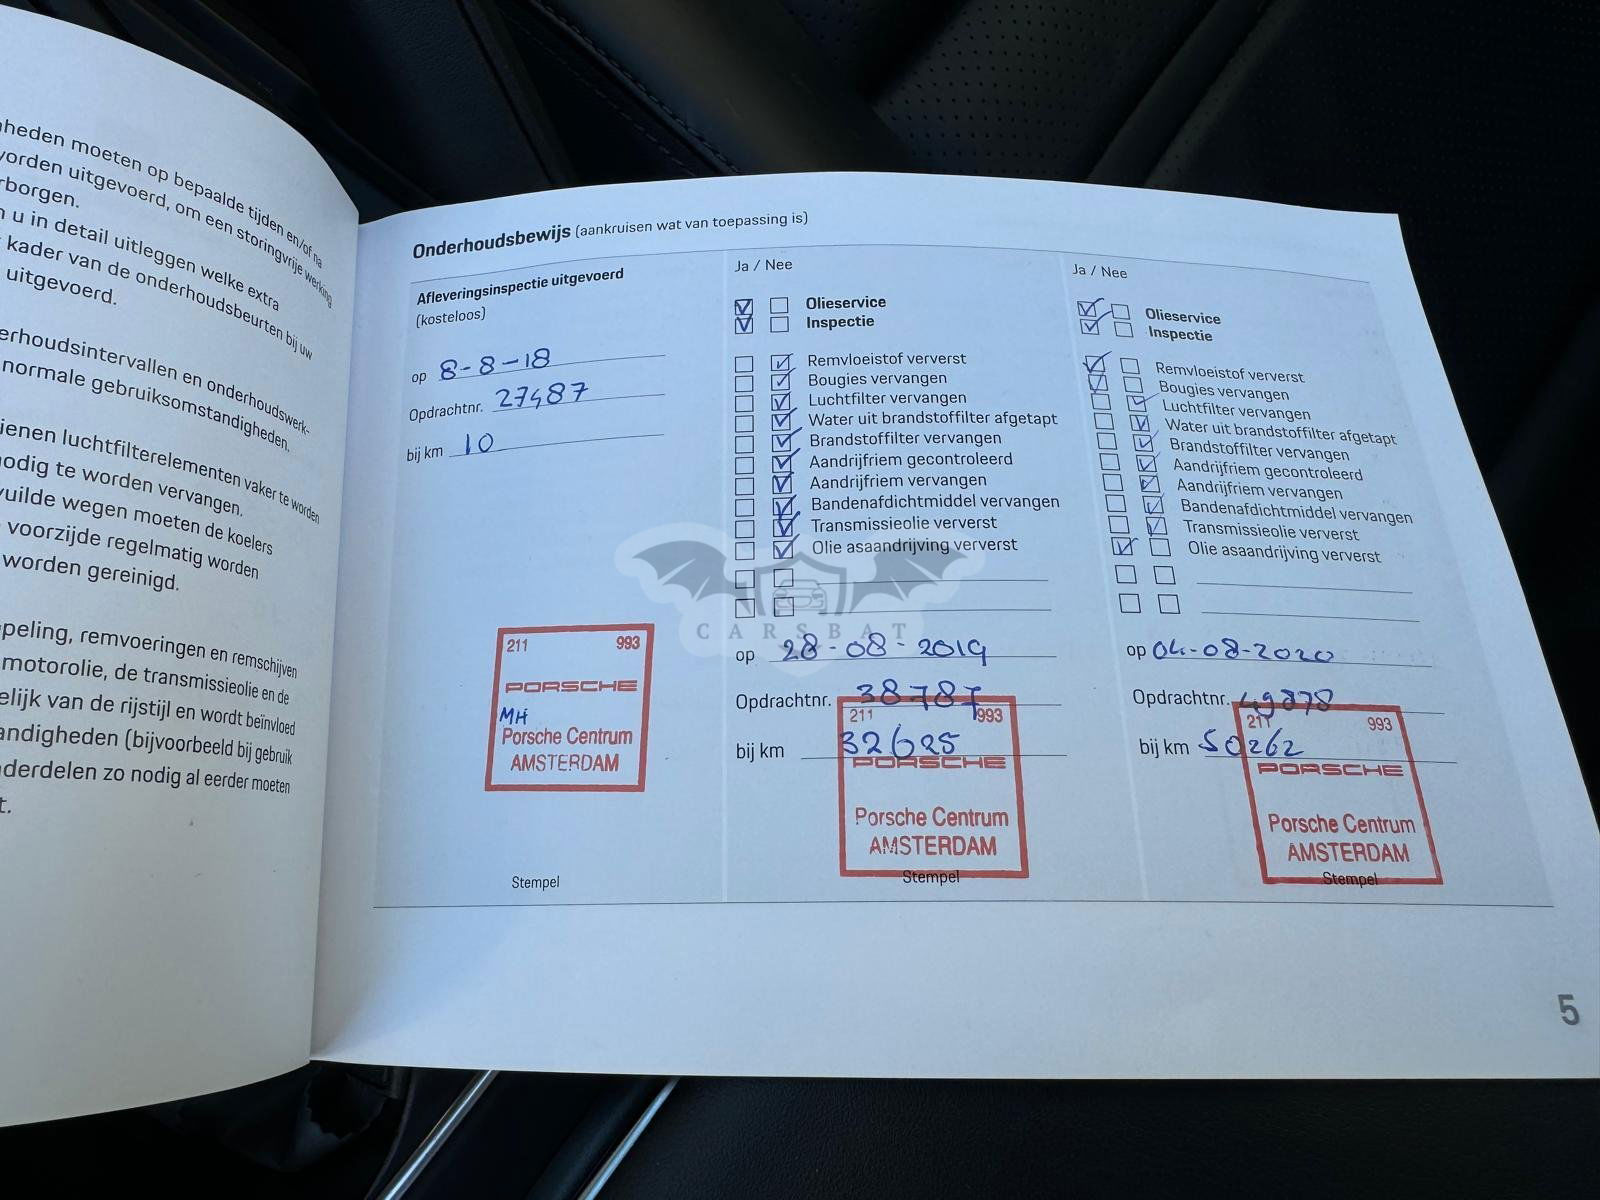 heden moeten op bepaalde tijden en/of na
orden uitgevoerd, om een storingvrije werking
rborgen.
u in detail uitleggen welke extra
kader van de onderhoudsbeurten bij uw
uitgevoerd.
erhoudsintervallen en onderhoudswerk-
normale gebruiksomstandigheden.
ienen luchtfilterelementen vaker te worden
odig te worden vervangen.
vuilde wegen moeten de koelers
voorzijde regelmatig worden
worden gereinigd.
peling, remvoeringen en remschijven
motorolie, de transmissieolie en de
elijk van de rijstijl en wordt beïnvloed
andigheden (bijvoorbeeld bij gebruik
derdelen zo nodig al eerder moeten
t.
Onderhoudsbewijs (aankruisen wat van toepassing is)
Afleveringsinspectie uitgevoerd
(kosteloos)
op 8-8-18
Opdrachtnr. 27487
bij km 10
211 993
PORSCHE
MH
Porsche Centrum
AMSTERDAM
Stempel
Ja / Nee
Olieservice
Inspectie
Remvloeistof ververst
Bougies vervangen
Luchtfilter vervangen
Water uit brandstoffilter afgetapt
Brandstoffilter vervangen
Aandrijfriem gecontroleerd
Aandrijfriem vervangen
Bandenafdichtmiddel vervangen
Transmissieolie ververst
Olie asaandrijving ververst
CARSBAT
op 28-08-2019
Opdrachtnr. 38787
211 993
bij km 32625
PORSCHE
Porsche Centrum
AMSTERDAM
Stempel
Ja / Nee
Olieservice
Inspectie
Remvloeistof ververst
Bougies vervangen
Luchtfilter vervangen
Water uit brandstoffilter afgetapt
Brandstoffilter vervangen
Aandrijfriem gecontroleerd
Aandrijfriem vervangen
Bandenafdichtmiddel vervangen
Transmissieolie ververst
Olie asaandrijving ververst
op 04-08-2020
Opdrachtnr. 49878
211 993
bij km 50262
PORSCHE
Porsche Centrum
AMSTERDAM
Stempel
5